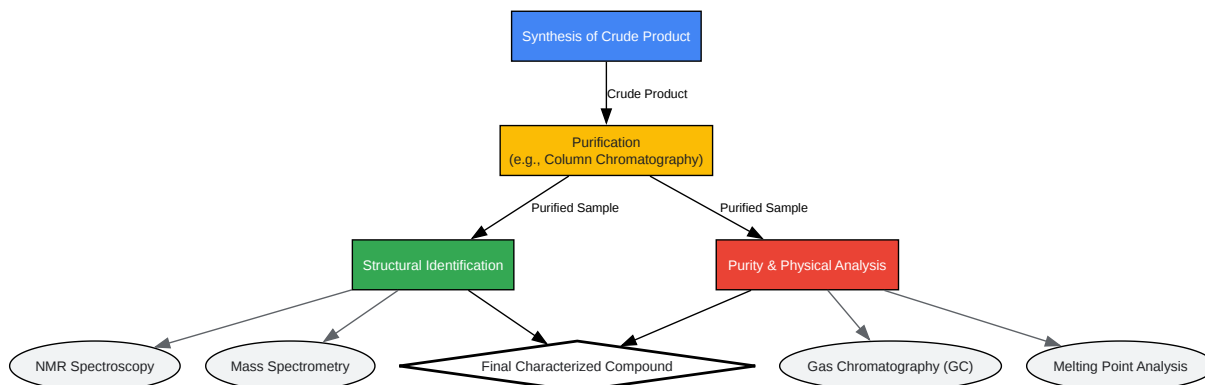 Synthesis of Crude Product
Crude Product
Purification
(e.g., Column Chromatography)
Purified Sample
Purified Sample
Structural Identification
Purity & Physical Analysis
NMR Spectroscopy
Mass Spectrometry
Final Characterized Compound
Gas Chromatography (GC)
Melting Point Analysis